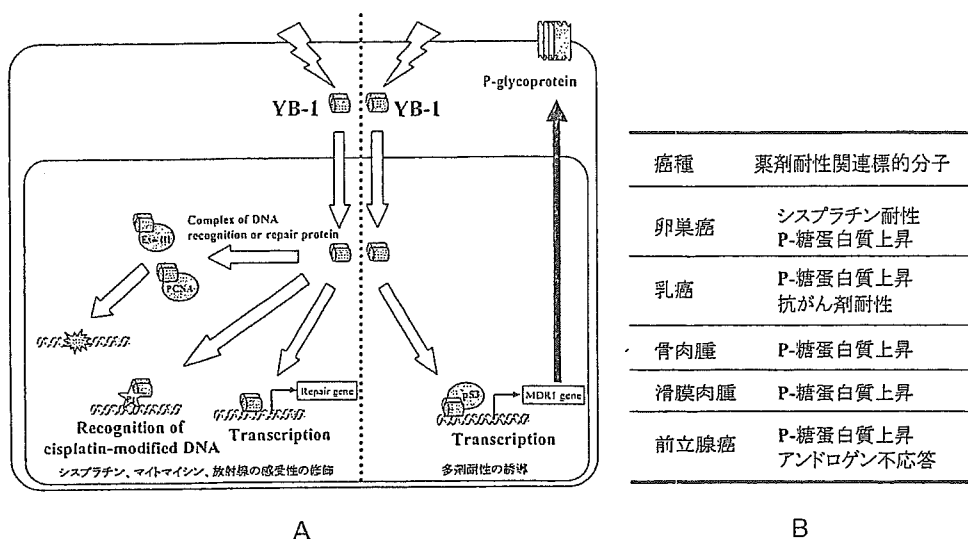 P-glycoprotein
YB-1
YB-1
Complex of DNA
recognition or repair protein
PCNA
Recognition of
cisplatin-modified DNA
Repair gene
Transcription
p53
MDR1 gene
Transcription
シスプラチン、マイトマイシン、放射線の感受性の修飾
多剤耐性の誘導
A
癌種 薬剤耐性関連標的分子
卵巣癌 シスプラチン耐性
P-糖蛋白質上昇
乳癌 P-糖蛋白質上昇
抗がん剤耐性
骨肉腫 P-糖蛋白質上昇
滑膜肉腫 P-糖蛋白質上昇
前立腺癌 P-糖蛋白質上昇
アンドロゲン不応答
B